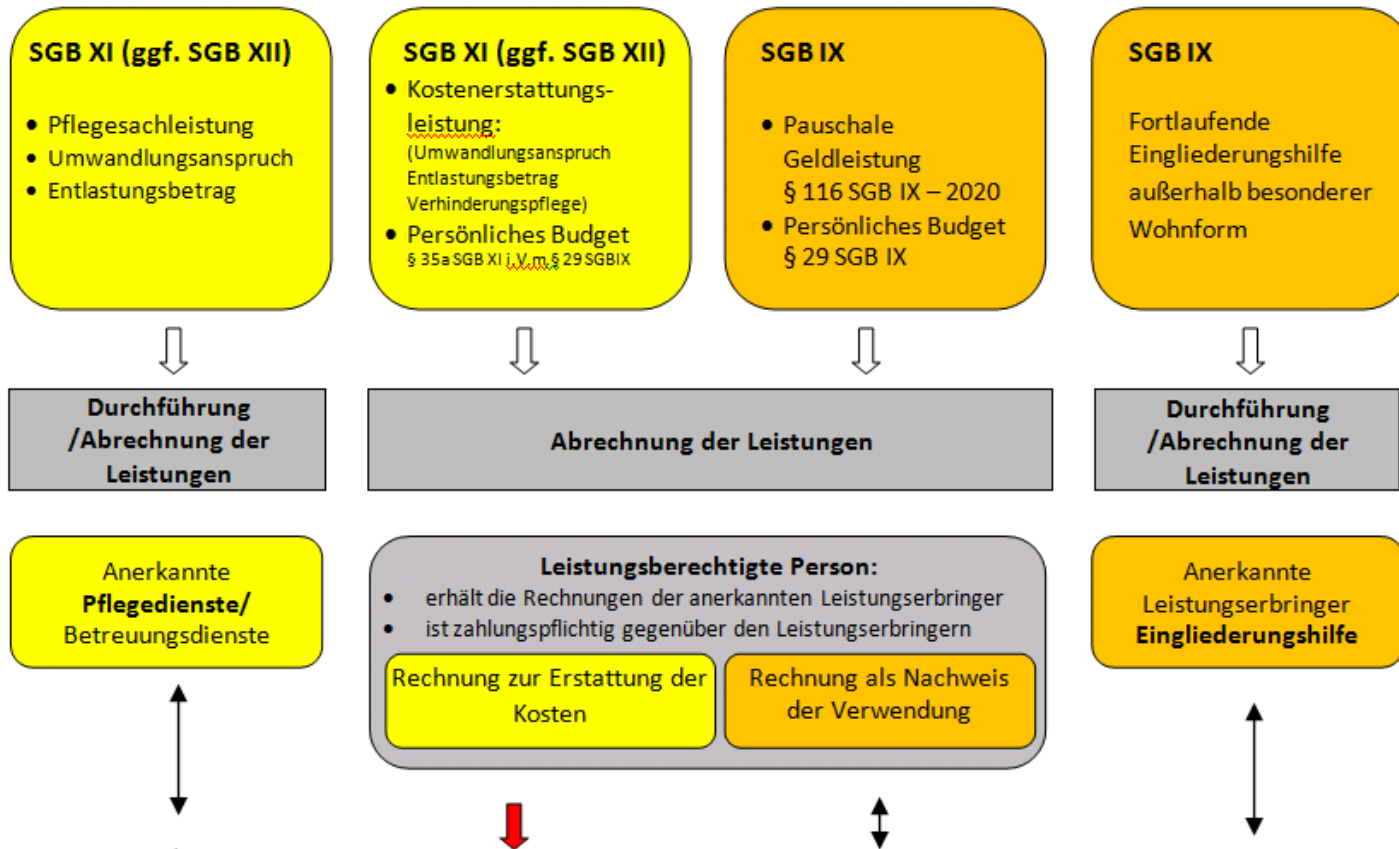 SGB XI (ggf. SGB XII)
• Pflegesachleistung
• Umwandlungsanspruch
• Entlastungsbetrag
SGB XI (ggf. SGB XII)
• Kostenerstattungs-
leistung:
(Umwandlungsanspruch
Entlastungsbetrag
Verhinderungspflege)
• Persönliches Budget
§ 35a SGB XI i.V.m.§ 29 SGBIX
SGB IX
• Pauschale
Geldleistung
§ 116 SGB IX – 2020
• Persönliches Budget
§ 29 SGB IX
SGB IX
Fortlaufende
Eingliederungshilfe
außerhalb besonderer
Wohnform
Durchführung
/Abrechnung der
Leistungen
Abrechnung der Leistungen
Durchführung
/Abrechnung der
Leistungen
Anerkannte
Pflegedienste/
Betreuungsdienste
Leistungsberechtigte Person:
• erhält die Rechnungen der anerkannten Leistungserbringer
• ist zahlungspflichtig gegenüber den Leistungserbringern
Rechnung zur Erstattung der
Kosten
Rechnung als Nachweis
der Verwendung
Anerkannte
Leistungserbringer
Eingliederungshilfe